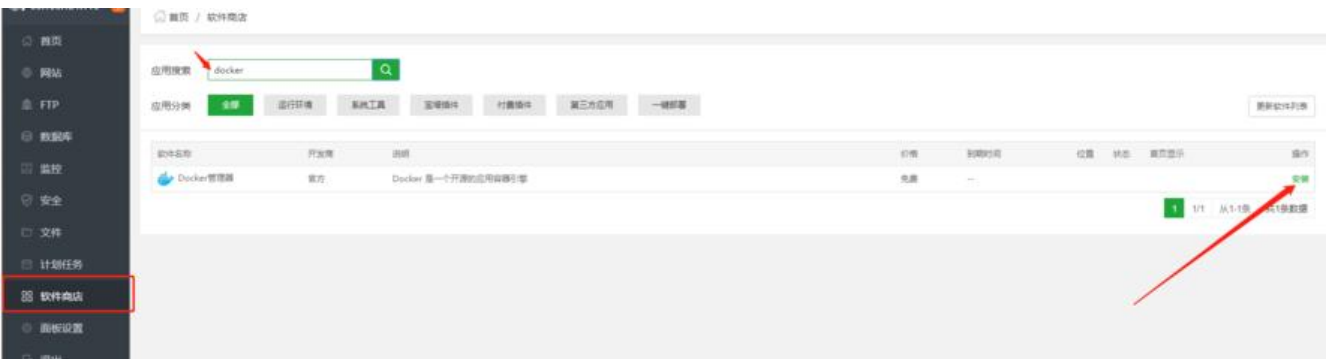 首页 / 软件商店
首页
网站
FTP
数据库
监控
安全
文件
计划任务
软件商店
面板设置
应用搜索 docker
应用分类 全部 运行环境 系统工具 宝塔插件 付费插件 第三方应用 一键部署 更新软件列表
软件名称 开发商 说明 价格 到期时间 位置 状态 首页显示 操作
Docker管理器 官方 Docker 是一个开源的应用容器引擎 免费 -- 安装
1 1/1 从1-1条 共1条数据